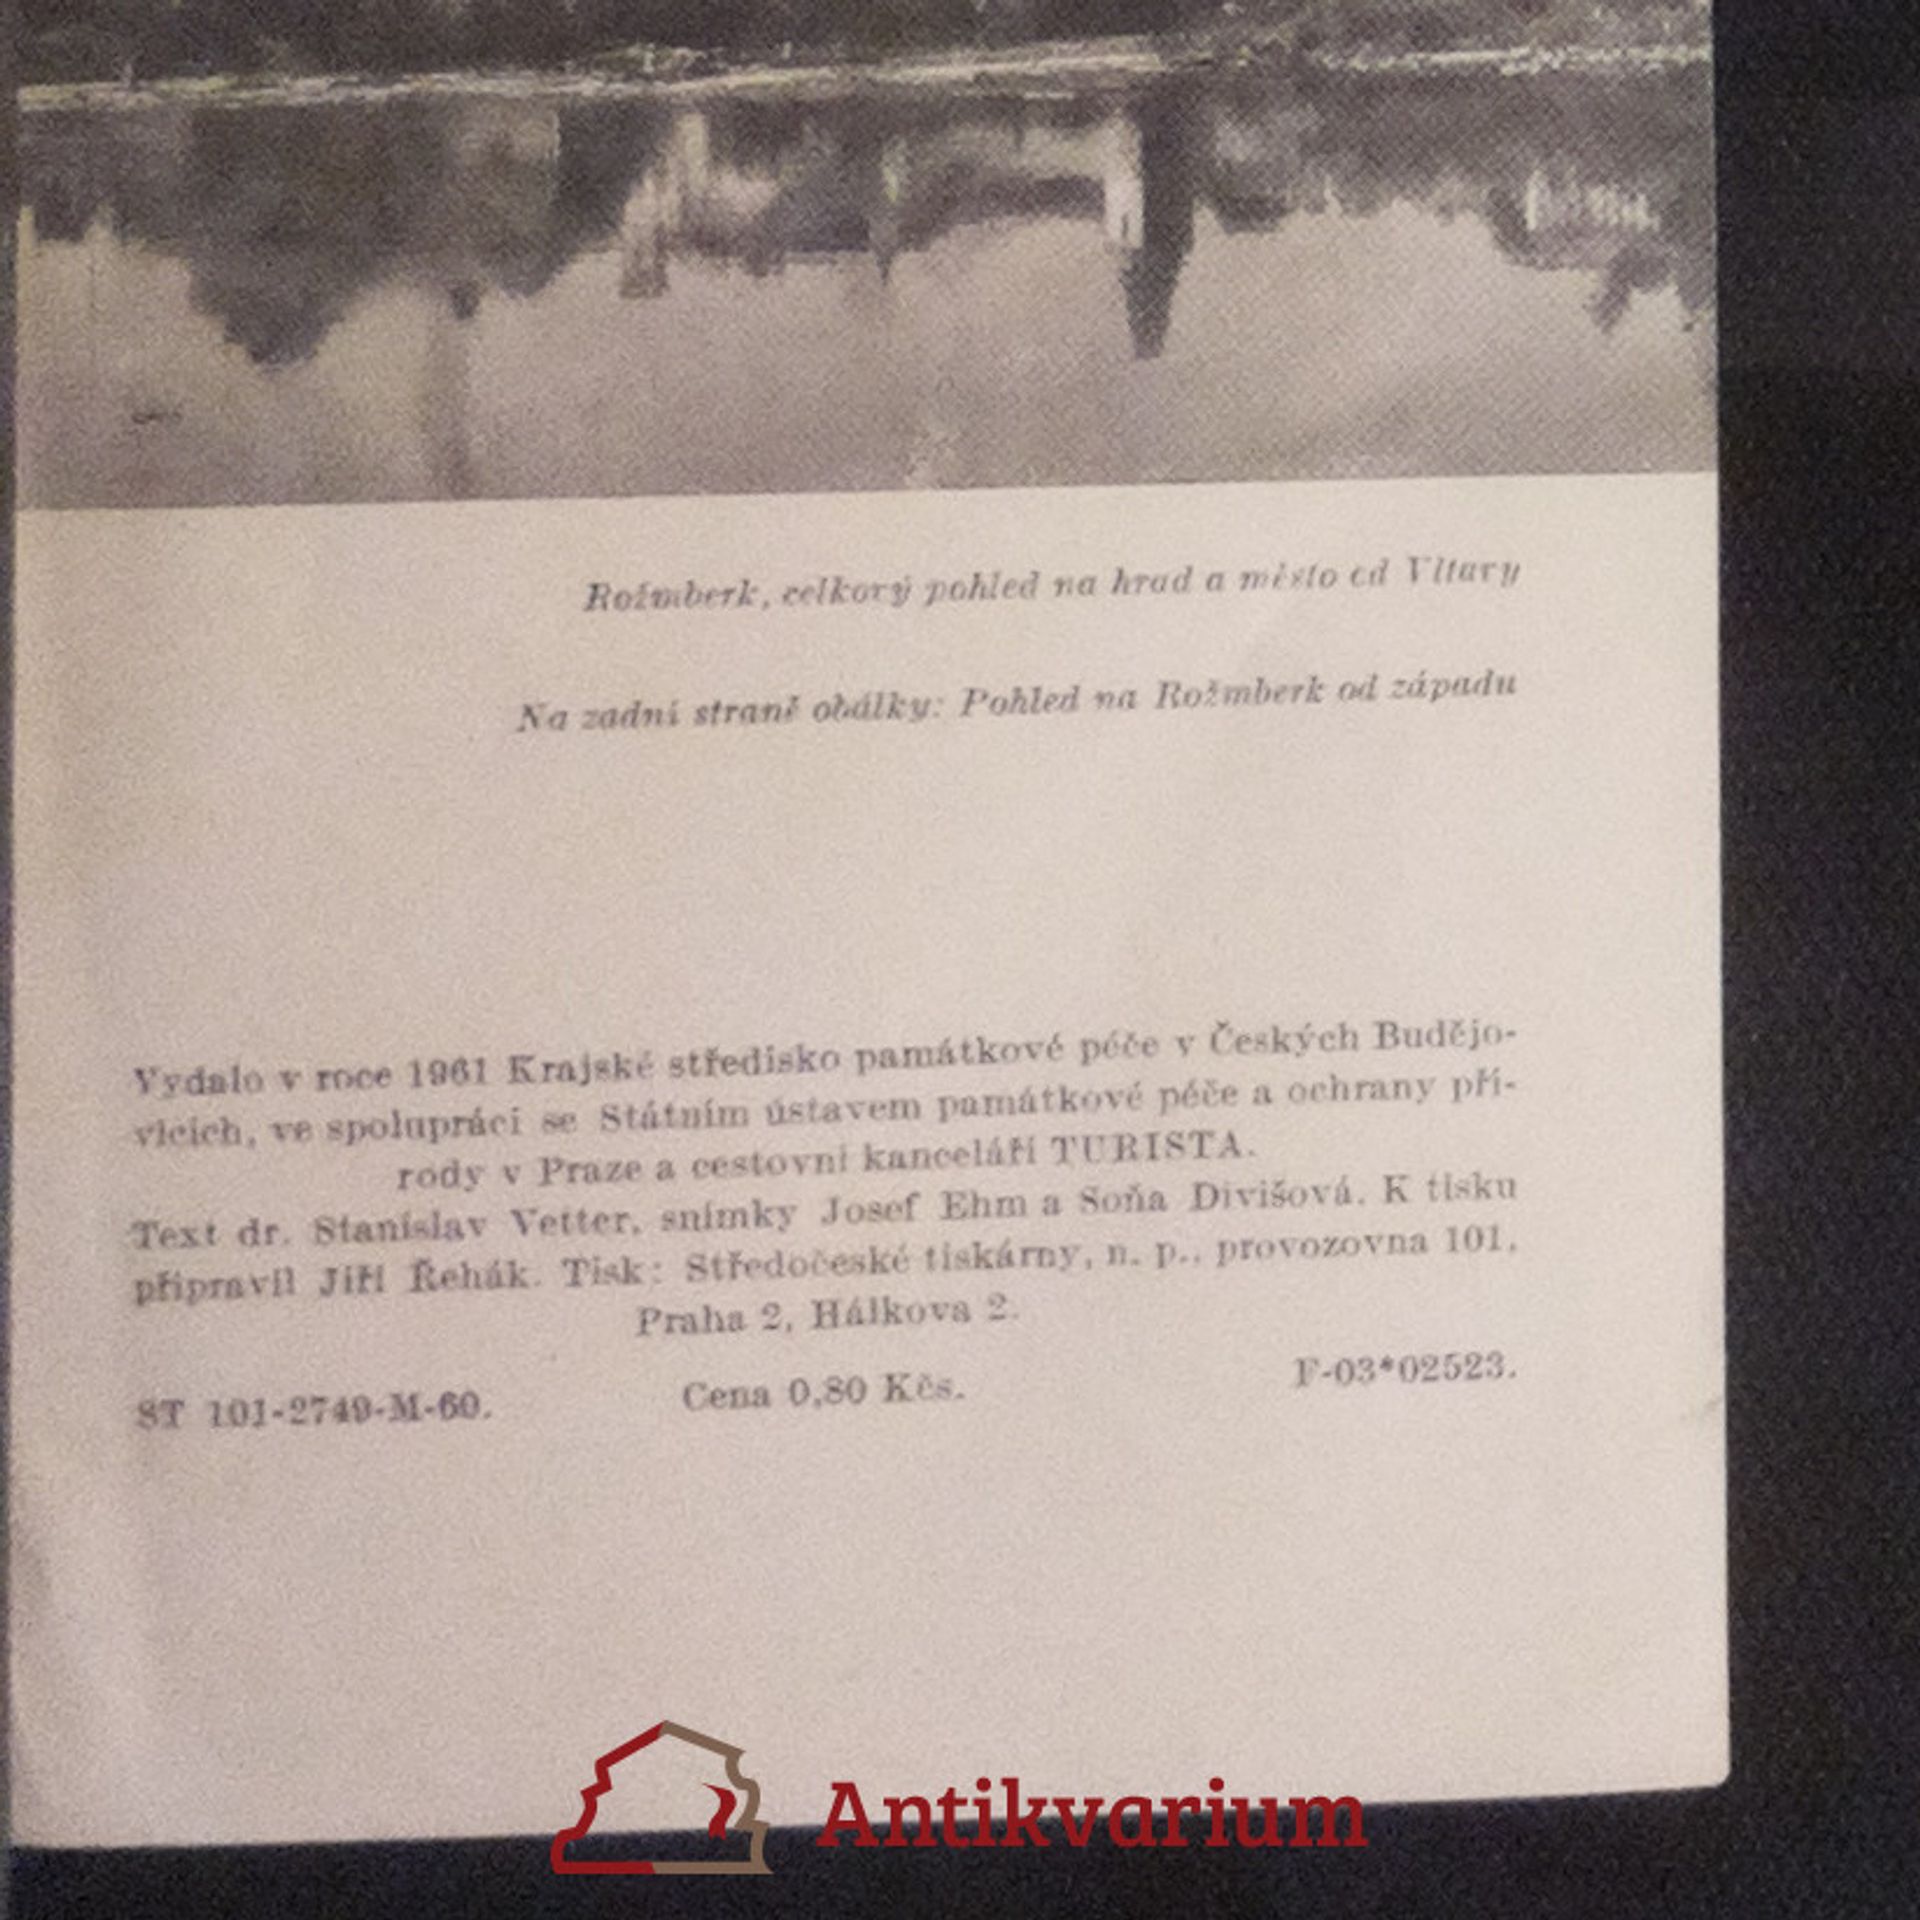 Rožmberk, celkový pohled na hrad a město od Vltavy
Na zadní straně obálky: Pohled na Rožmberk od západu
Vydalo v roce 1961 Krajské středisko památkové péče v Českých Budějo-
vicích, ve spolupráci se Státním ústavem památkové péče a ochrany pří-
rody v Praze a cestovní kanceláří TURISTA.
Text dr. Stanislav Vetter, snímky Josef Ehm a Soňa Divišová. K tisku
připravil Jiří Řehák. Tisk: Středočeské tiskárny, n. p., provozovna 101,
Praha 2, Hálkova 2.
ST 101-2749-M-60. Cena 0,80 Kčs. F-03*02523.
Antikvarium